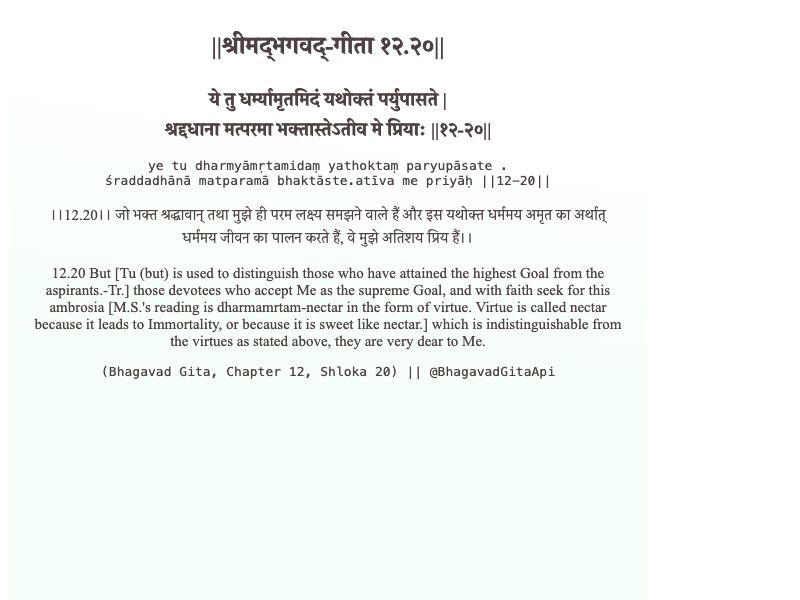 ||श्रीमद्‍भगवद्‍-गीता १२.२०||
ये तु धर्म्यामृतमिदं यथोक्तं पर्युपासते |
श्रद्दधाना मत्परमा भक्तास्तेऽतीव मे प्रियाः ||१२-२०||
ye tu dharmyāmṛtamidaṃ yathoktaṃ paryupāsate .
śraddadhānā matparamā bhaktāste.atīva me priyāḥ ||12-20||
।।12.20।। जो भक्त श्रद्धावान् तथा मुझे ही परम लक्ष्य समझने वाले हैं और इस यथोक्त धर्ममय अमृत का अर्थात्
धर्ममय जीवन का पालन करते हैं, वे मुझे अतिशय प्रिय हैं।।
12.20 But [Tu (but) is used to distinguish those who have attained the highest Goal from the
aspirants.-Tr.] those devotees who accept Me as the supreme Goal, and with faith seek for this
ambrosia [M.S.'s reading is dharmamrtam-nectar in the form of virtue. Virtue is called nectar
because it leads to Immortality, or because it is sweet like nectar.] which is indistinguishable from
the virtues as stated above, they are very dear to Me.
(Bhagavad Gita, Chapter 12, Shloka 20) || @BhagavadGitaApi